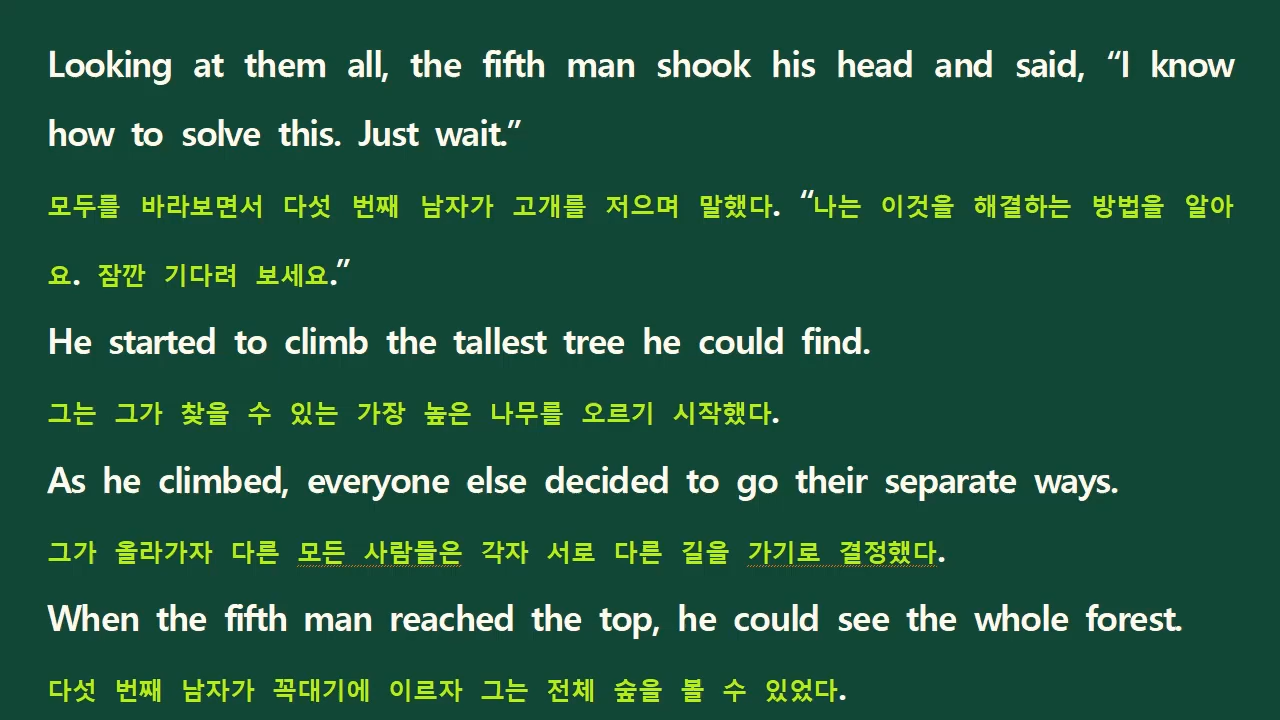 Looking at them all, the fifth man shook his head and said, “I know
how to solve this. Just wait.”
모두를 바라보면서 다섯 번째 남자가 고개를 저으며 말했다. “나는 이것을 해결하는 방법을 알아
요. 잠깐 기다려 보세요.”
He started to climb the tallest tree he could find.
그는 그가 찾을 수 있는 가장 높은 나무를 오르기 시작했다.
As he climbed, everyone else decided to go their separate ways.
그가 올라가자 다른 모든 사람들은 각자 서로 다른 길을 가기로 결정했다.
When the fifth man reached the top, he could see the whole forest.
다섯 번째 남자가 꼭대기에 이르자 그는 전체 숲을 볼 수 있었다.